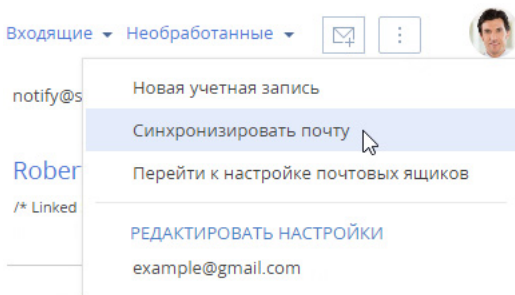 Входящие Необработанные
Новая учетная запись
notify@s
Синхронизировать почту
Rober
Перейти к настройке почтовых ящиков
/* Linked
РЕДАКТИРОВАТЬ НАСТРОЙКИ
example@gmail.com